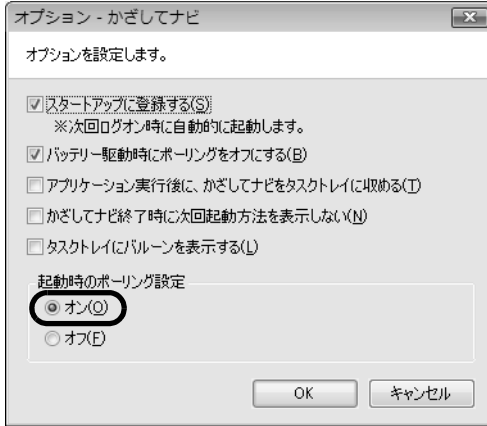 オプション - かざしてナビ
オプションを設定します。
スタートアップに登録する(S)
※次回ログオン時に自動的に起動します。
バッテリー駆動時にポーリングをオフにする(B)
アプリケーション実行後に、かざしてナビをタスクトレイに収める(T)
かざしてナビ終了時に次回起動方法を表示しない(N)
タスクトレイにバルーンを表示する(L)
起動時のポーリング設定
オン(O)
オフ(F)
OK キャンセル